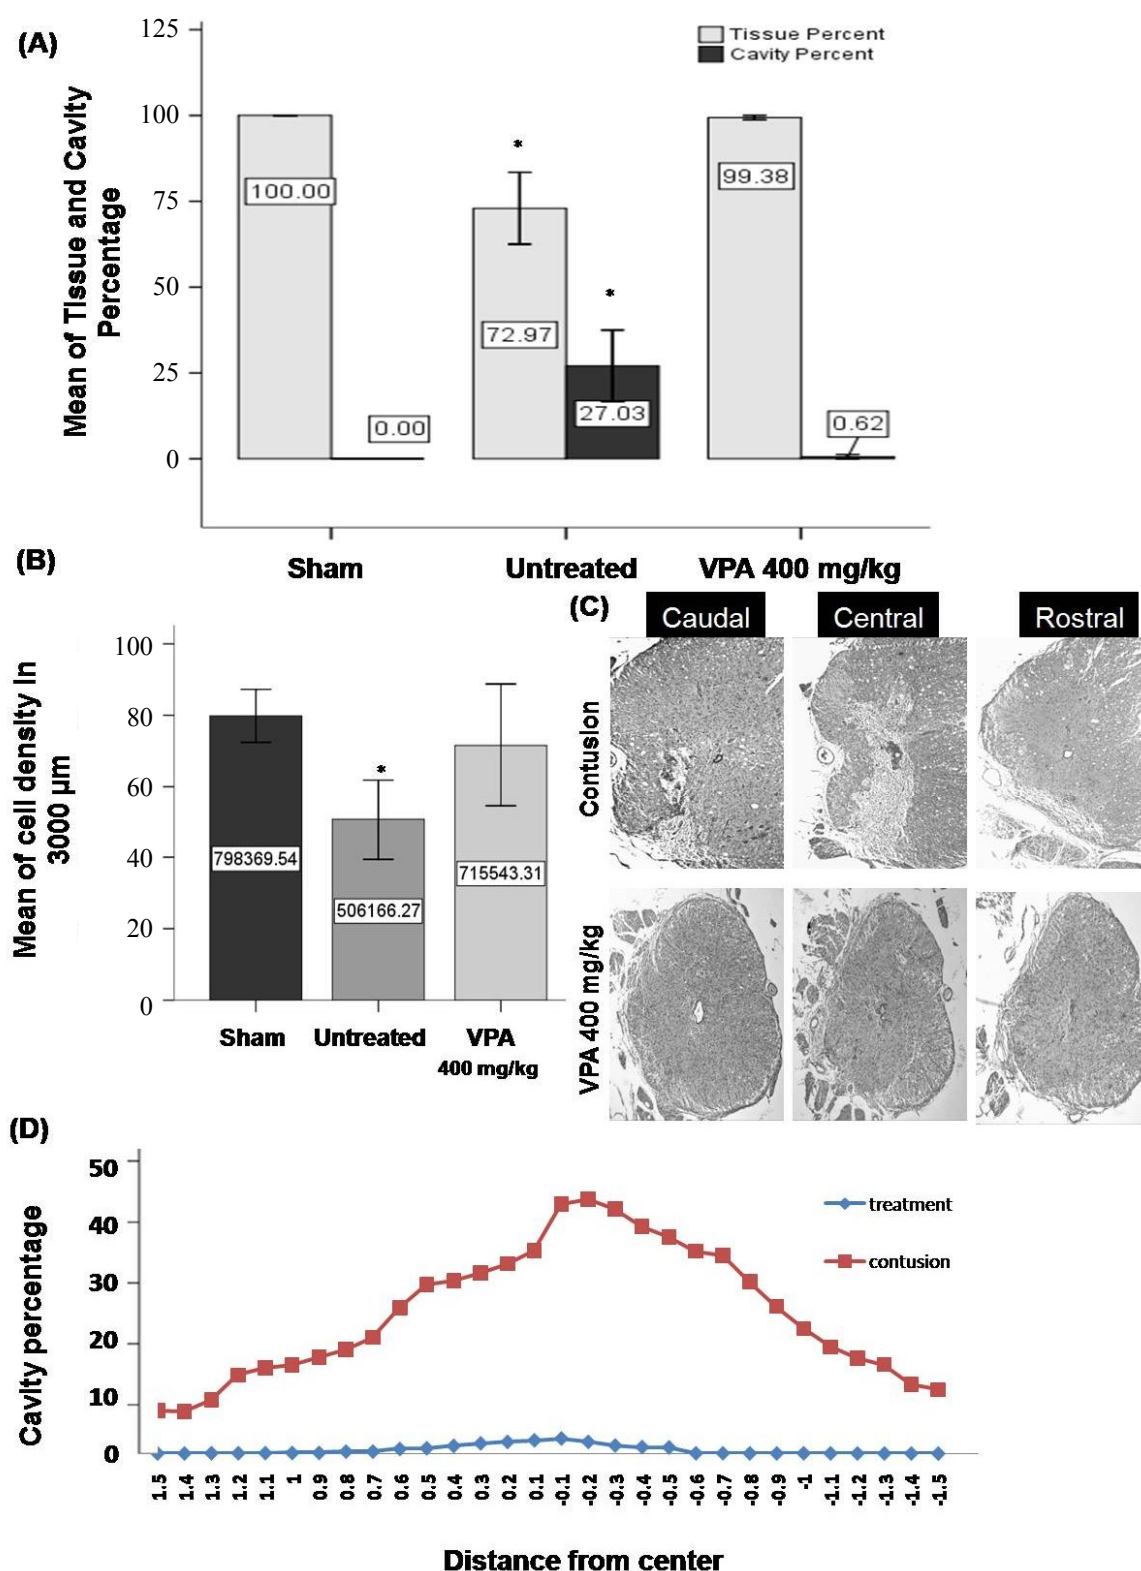 (A)
Mean of Tissue and Cavity
Percentage
125
100
75
50
25
0
Tissue Percent
Cavity Percent
100.00
0.00
*
72.97
*
27.03
99.38
0.62
Sham
Untreated
VPA 400 mg/kg
(B)
Mean of cell density in
3000 µm
100
80
60
40
20
0
798369.54
*
506166.27
715543.31
Sham
Untreated
VPA
400 mg/kg
(C)
Caudal
Central
Rostral
Contusion
VPA 400 mg/kg
(D)
Cavity percentage
50
40
30
20
10
0
treatment
contusion
1.5
1.4
1.3
1.2
1.1
1
0.9
0.8
0.7
0.6
0.5
0.4
0.3
0.2
0.1
-0.1
-0.2
-0.3
-0.4
-0.5
-0.6
-0.7
-0.8
-0.9
-1
-1.1
-1.2
-1.3
-1.4
-1.5
Distance from center